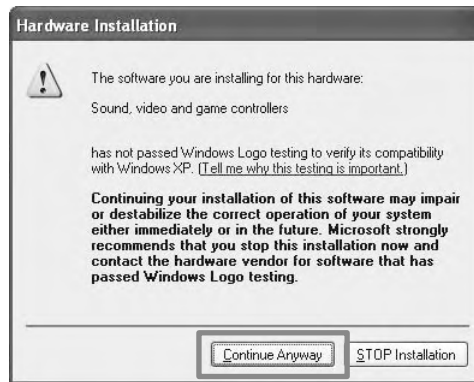 Hardware Installation
The software you are installing for this hardware:
Sound, video and game controllers
has not passed Windows Logo testing to verify its compatibility
with Windows XP. (Tell me why this testing is important.)
Continuing your installation of this software may impair
or destabilize the correct operation of your system
either immediately or in the future. Microsoft strongly
recommends that you stop this installation now and
contact the hardware vendor for software that has
passed Windows Logo testing.
Continue Anyway
STOP Installation